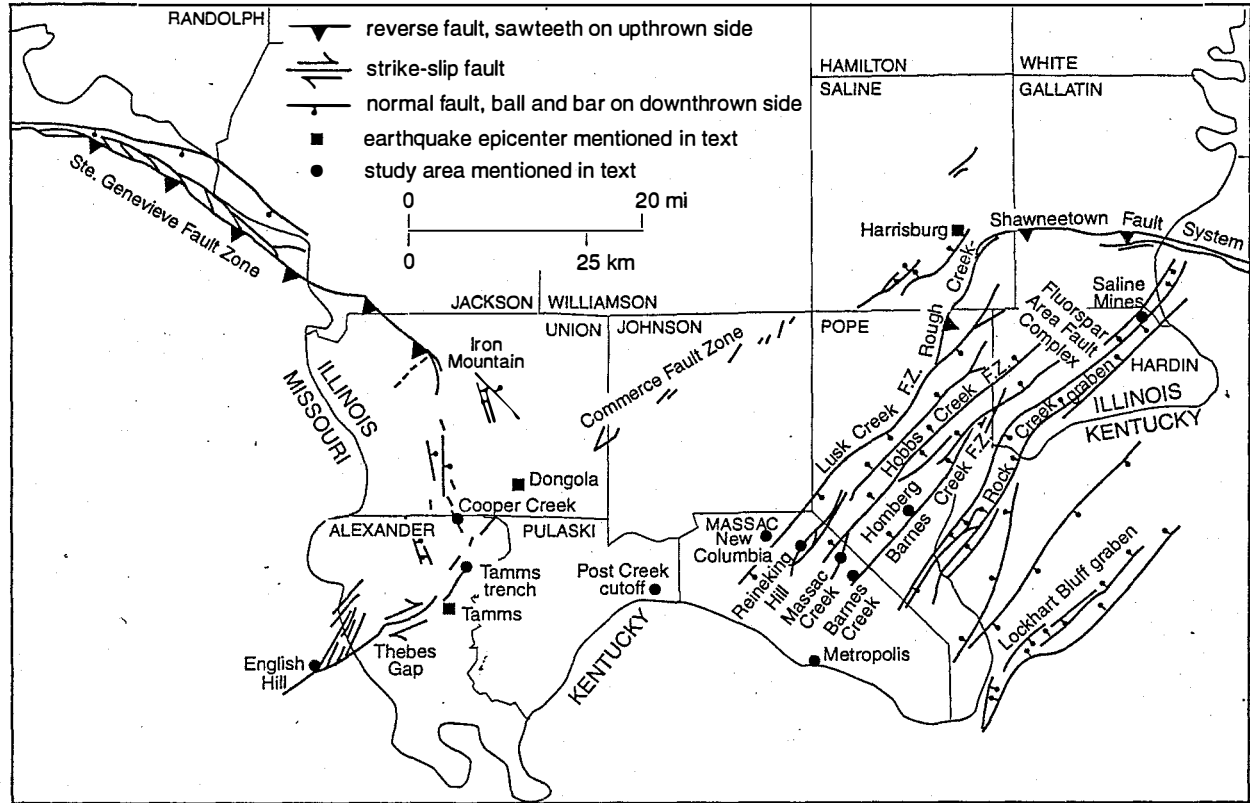 RANDOLPH
reverse fault, sawteeth on upthrown side
strike-slip fault
normal fault, ball and bar on downthrown side
earthquake epicenter mentioned in text
study area mentioned in text
0 20 mi
0 25 km
HAMILTON
WHITE
SALINE
GALLATIN
Ste. Genevieve Fault Zone
Harrisburg
Shawneetown Fault System
Rough Creek-
JACKSON
WILLIAMSON
UNION
JOHNSON
POPE
Saline
Mines
Fluorspar
Area Fault
Complex
HARDIN
ILLINOIS
KENTUCKY
Iron
Mountain
ILLINOIS
MISSOURI
Commerce Fault Zone
Lusk Creek F.Z.
Hobbs Creek F.Z.
Barnes Creek F.Z.
Rock Creek graben
Homberg
Dongola
Cooper Creek
ALEXANDER
PULASKI
MASSAC
New
Columbia
Reineking
Hill
Massac
Creek
Barnes
Creek
Tamms
trench
Tamms
Post Creek
cutoff
Lockhart Bluff graben
English
Hill
Thebes
Gap
KENTUCKY
Metropolis